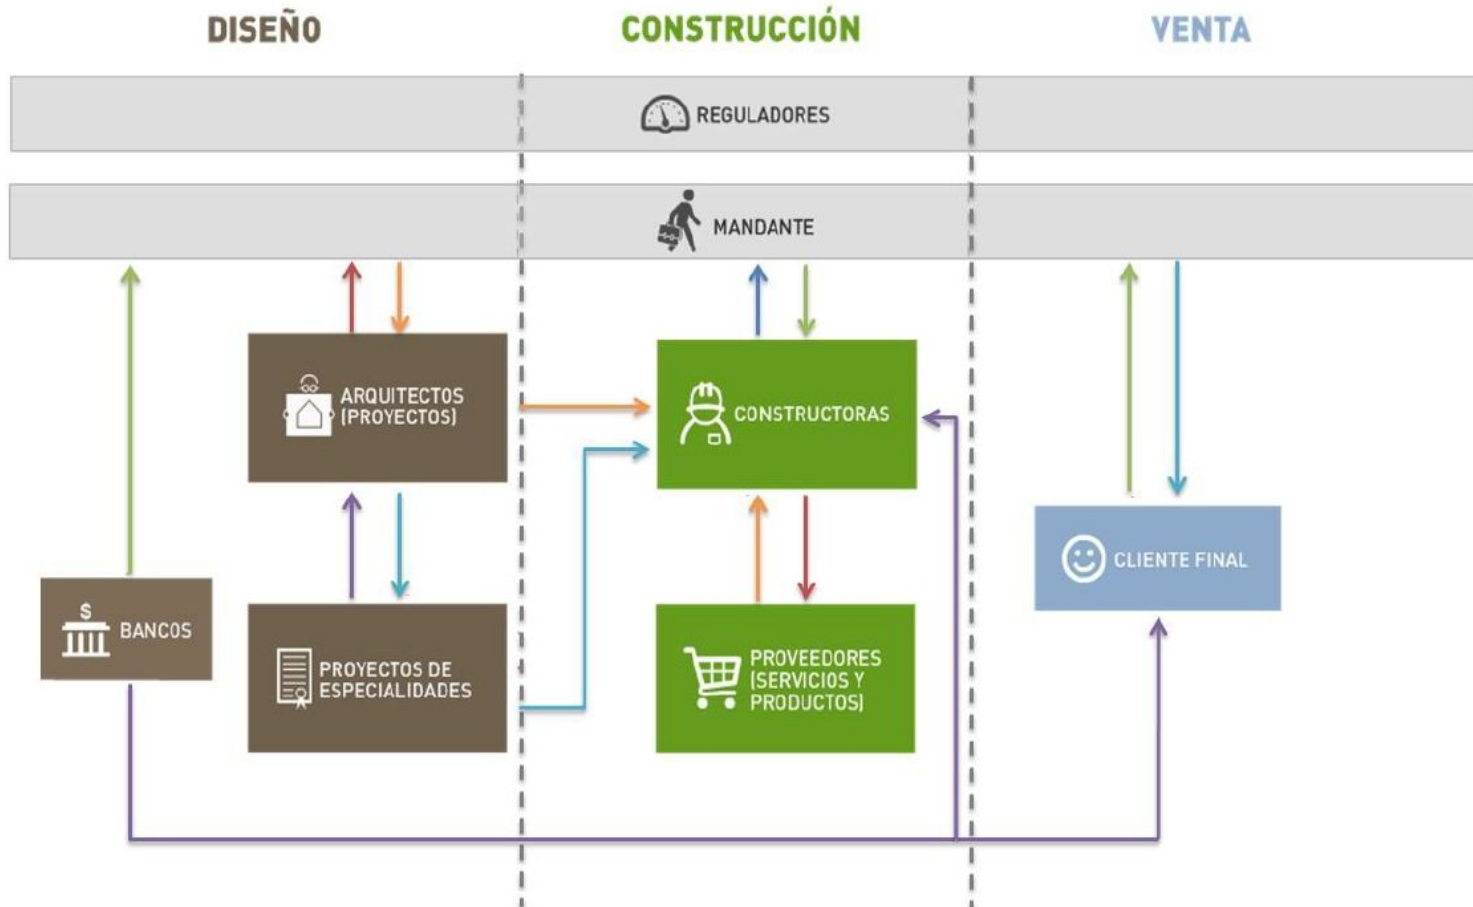 DISEÑO
CONSTRUCCIÓN
VENTA
REGULADORES
MANDANTE
ARQUITECTOS
(PROYECTOS)
CONSTRUCTORAS
CLIENTE FINAL
$
BANCOS
PROYECTOS DE
ESPECIALIDADES
PROVEEDORES
(SERVICIOS Y
PRODUCTOS)